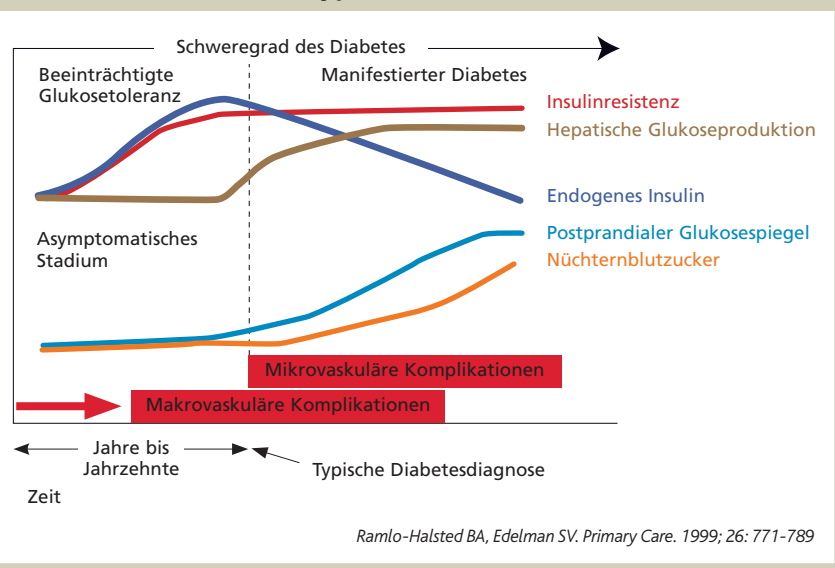 Schweregrad des Diabetes
Beeinträchtigte
Glukosetoleranz
Manifestierter Diabetes
Insulinresistenz
Hepatische Glukoseproduktion
Endogenes Insulin
Asymptomatisches
Stadium
Postprandialer Glukosespiegel
Nüchternblutzucker
Mikrovaskuläre Komplikationen
Makrovaskuläre Komplikationen
Jahre bis
Jahrzehnte
Typische Diabetesdiagnose
Zeit
Ramlo-Halsted BA, Edelman SV. Primary Care. 1999; 26: 771-789